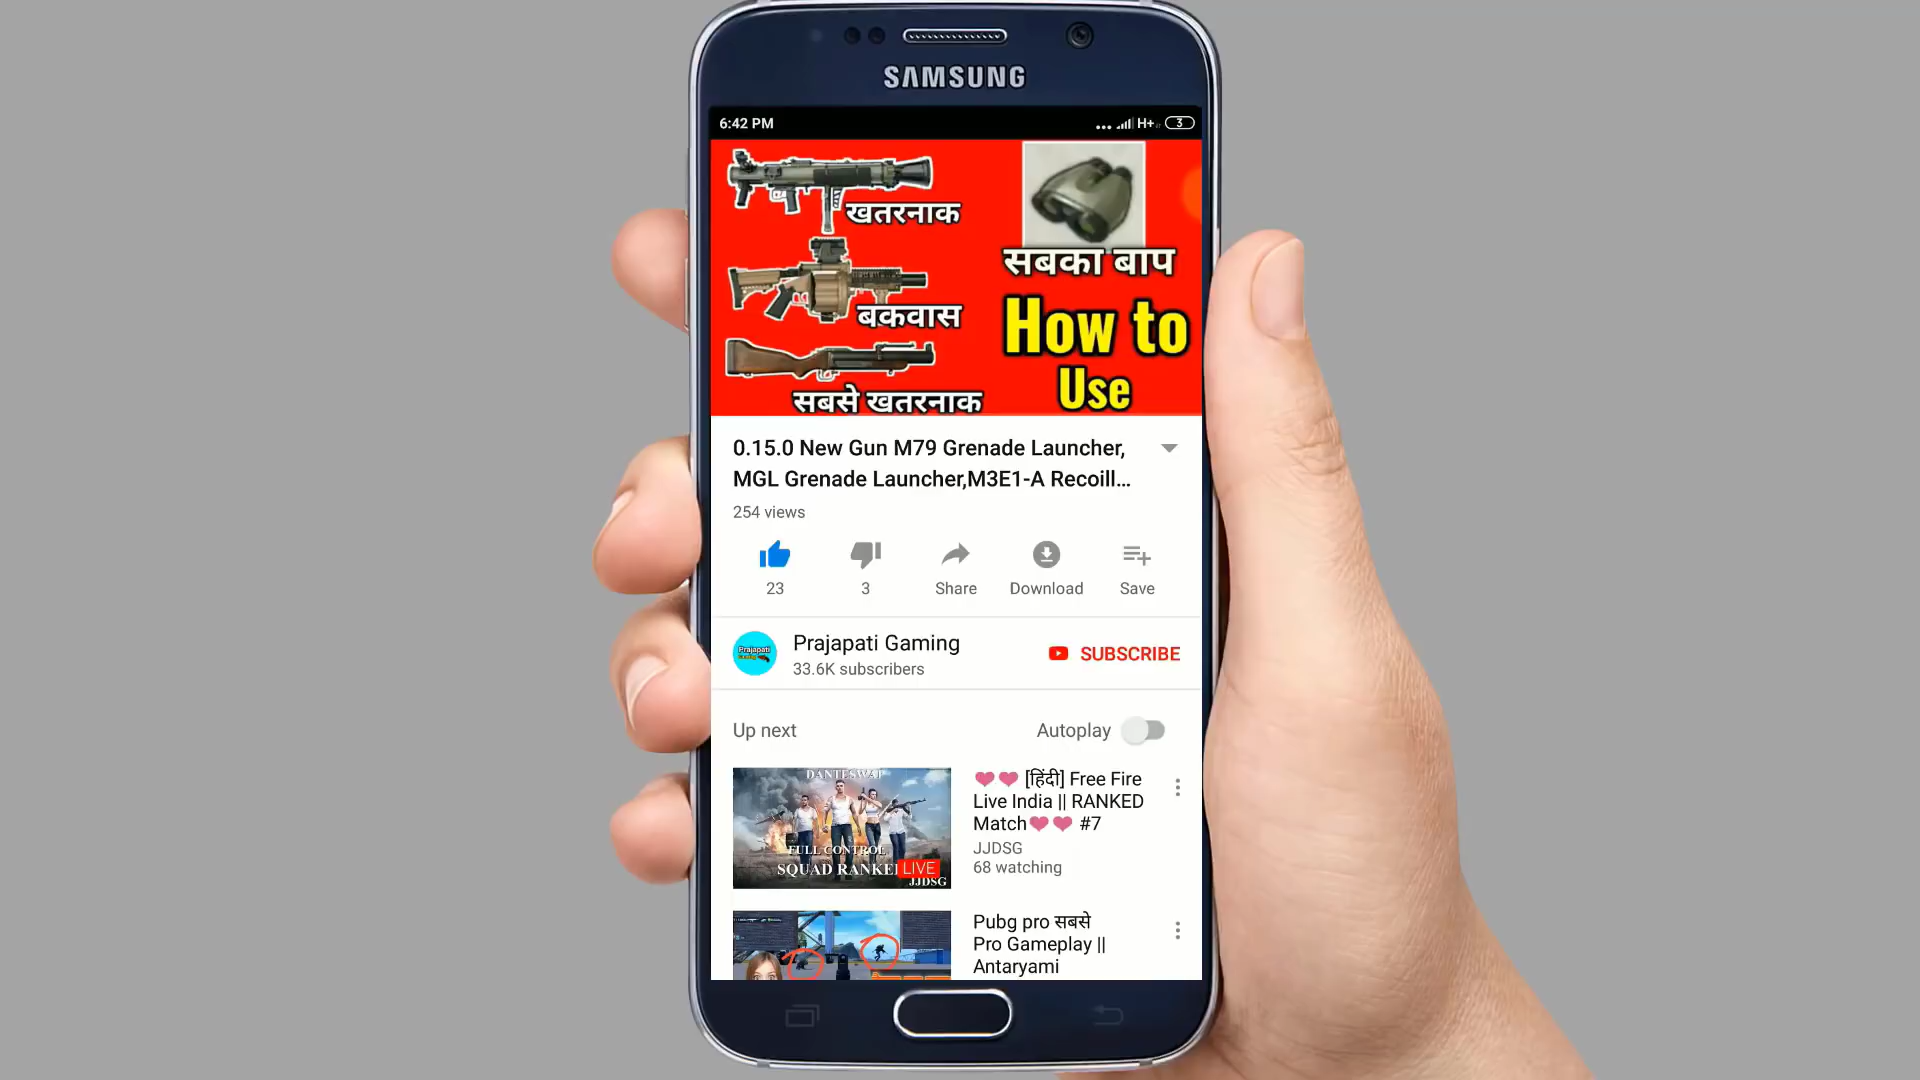 SAMSUNG
6:42 PM
H+
3
खतरनाक
बकवास
सबसे खतरनाक
सबका बाप
How to
Use
0.15.0 New Gun M79 Grenade Launcher,
MGL Grenade Launcher,M3E1-A Recoill...
254 views
23
3
Share
Download
Save
Prajapati
Prajapati Gaming
33.6K subscribers
SUBSCRIBE
Up next
Autoplay
DANTESWAT
FULL CONTROL
SQUAD RANKE
LIVE
JJDSG
❤❤ [हिंदी] Free Fire
Live India || RANKED
Match❤❤ #7
JJDSG
68 watching
Pubg pro सबसे
Pro Gameplay ||
Antaryami